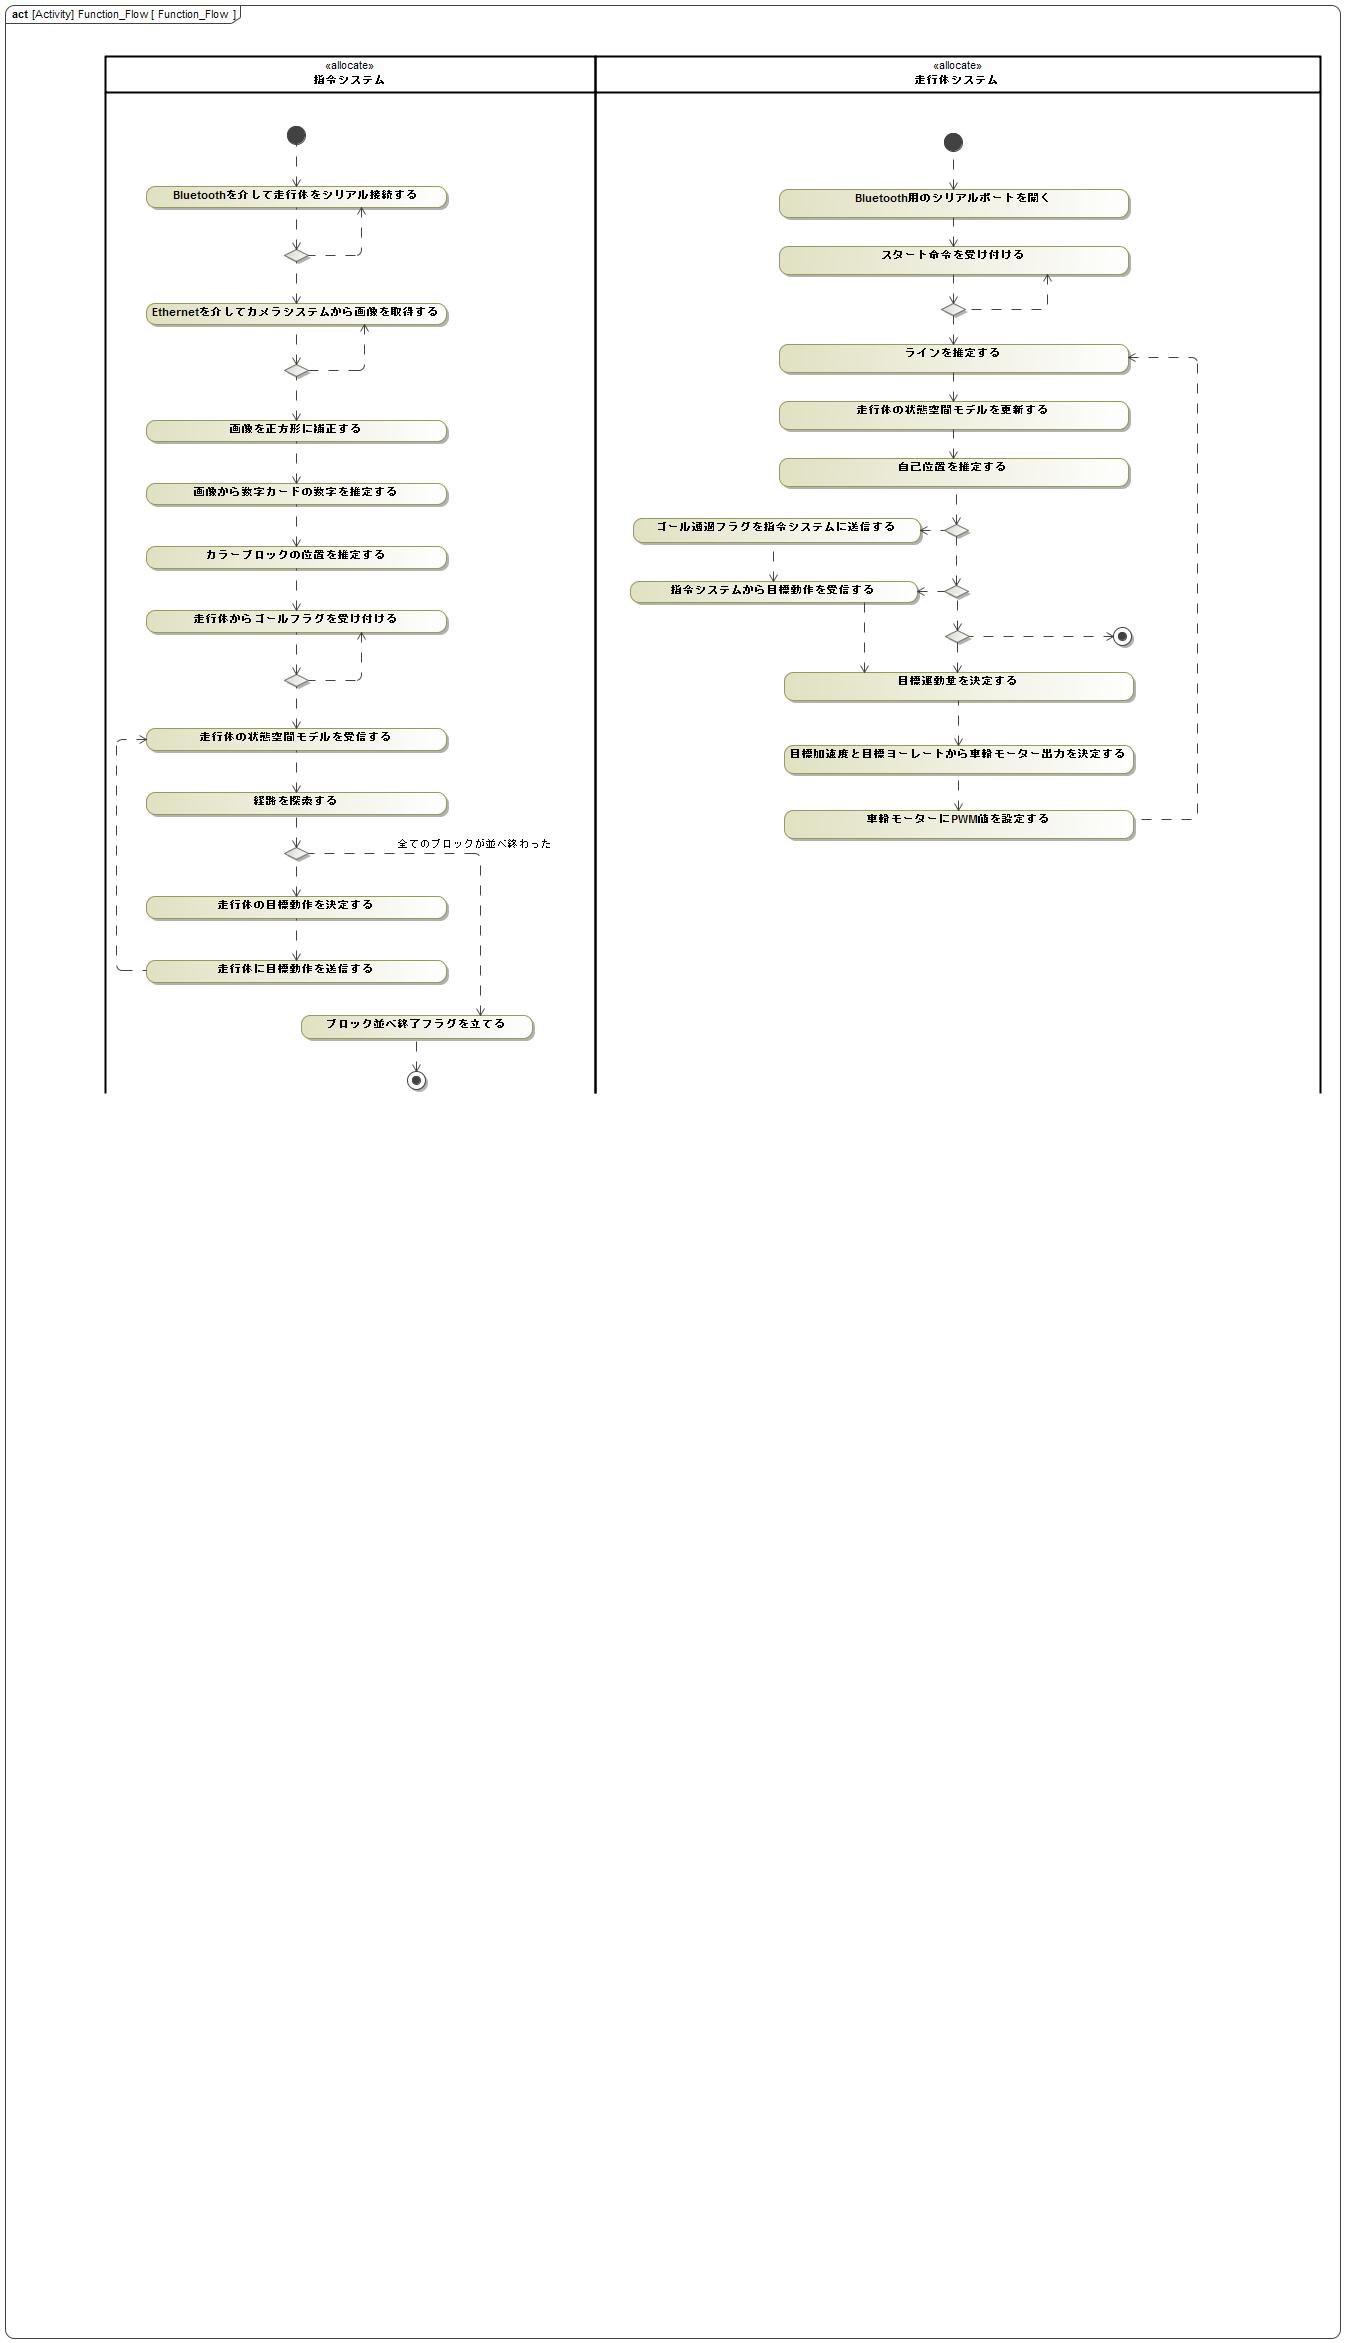 act [Activity] Function_Flow [ Function_Flow ]
«allocate»
指令システム
Bluetoothを介して走行体をシリアル接続する
Ethernetを介してカメラシステムから画像を取得する
画像を正方形に補正する
画像から数字カードの数字を推定する
カラーブロックの位置を推定する
走行体からゴールフラグを受け付ける
走行体の状態空間モデルを受信する
経路を探索する
全てのブロックが並べ終わった
走行体の目標動作を決定する
走行体に目標動作を送信する
ブロック並べ終了フラグを立てる
«allocate»
走行体システム
Bluetooth用のシリアルポートを開く
スタート命令を受け付ける
ラインを推定する
走行体の状態空間モデルを更新する
自己位置を推定する
ゴール通過フラグを指令システムに送信する
指令システムから目標動作を受信する
目標運動量を決定する
目標加速度と目標ヨーレートから車輪モーター出力を決定する
車輪モーターにPWM値を設定する